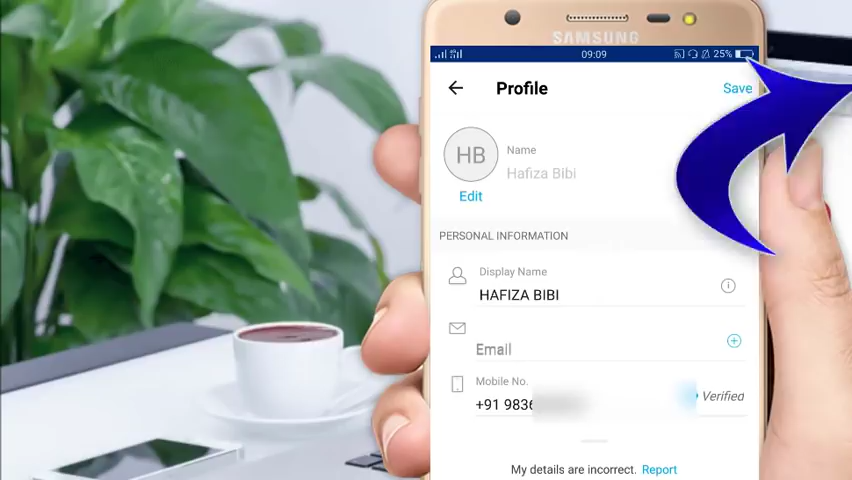 SAMSUNG
09:09
25%
Profile
Save
HB
Name
Hafiza Bibi
Edit
PERSONAL INFORMATION
Display Name
HAFIZA BIBI
Email
Mobile No.
+91 983
Verified
My details are incorrect. Report